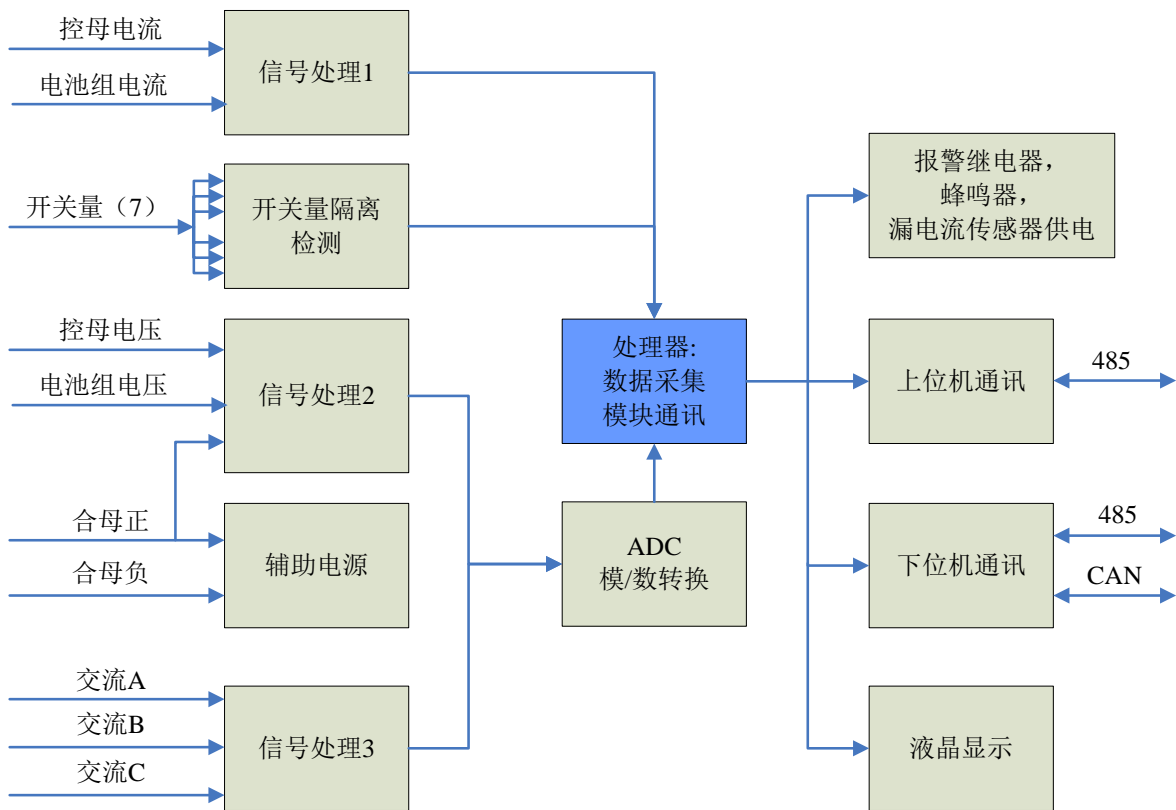 控母电流
电池组电流
信号处理1
开关量（7）
开关量隔离
检测
控母电压
电池组电压
信号处理2
合母正
合母负
辅助电源
交流A
交流B
交流C
信号处理3
处理器:
数据采集
模块通讯
ADC
模/数转换
报警继电器，
蜂鸣器，
漏电流传感器供电
上位机通讯
485
下位机通讯
485
CAN
液晶显示